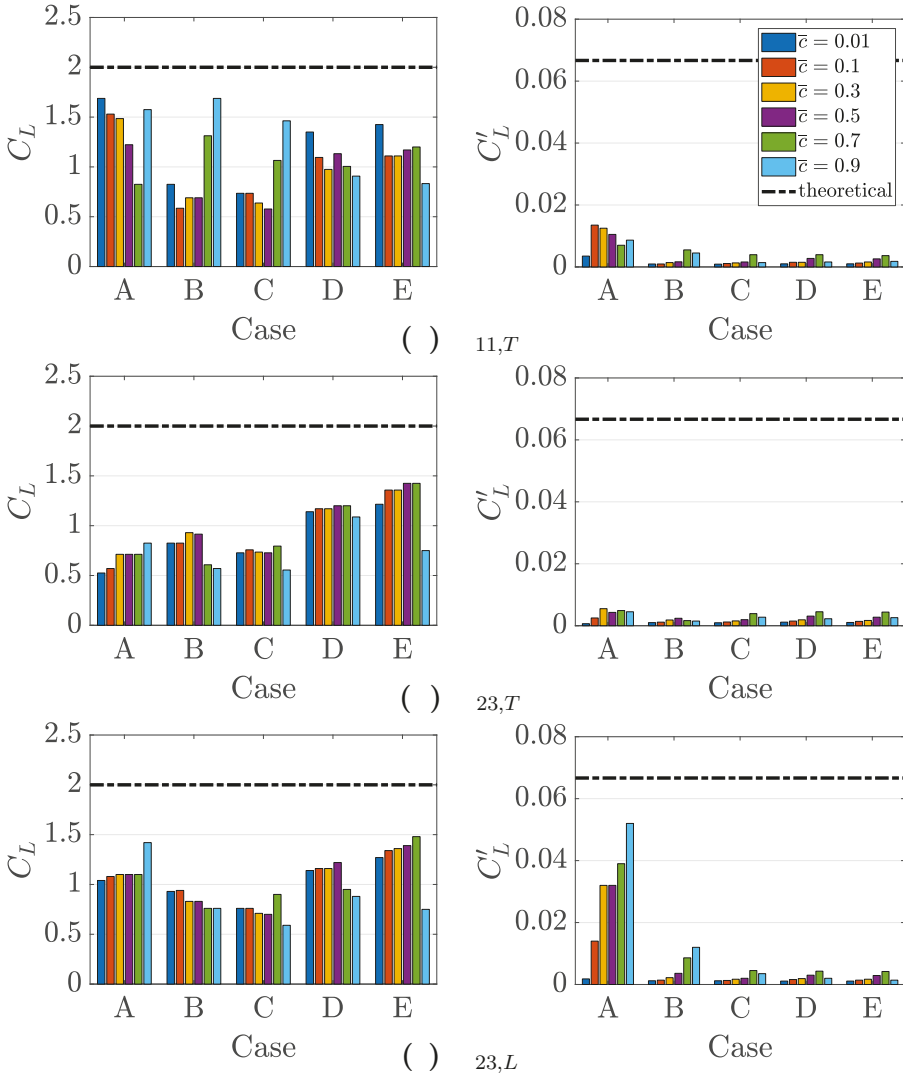 2.5
2
1.5
1
0.5
0
C_L
A B C D E
Case
0.08
0.06
0.04
0.02
0
C′_L
A B C D E
Case
c̅ = 0.01
c̅ = 0.1
c̅ = 0.3
c̅ = 0.5
c̅ = 0.7
c̅ = 0.9
theoretical
( ) 11,T
2.5
2
1.5
1
0.5
0
C_L
A B C D E
Case
0.08
0.06
0.04
0.02
0
C′_L
A B C D E
Case
( ) 23,T
2.5
2
1.5
1
0.5
0
C_L
A B C D E
Case
0.08
0.06
0.04
0.02
0
C′_L
A B C D E
Case
( ) 23,L